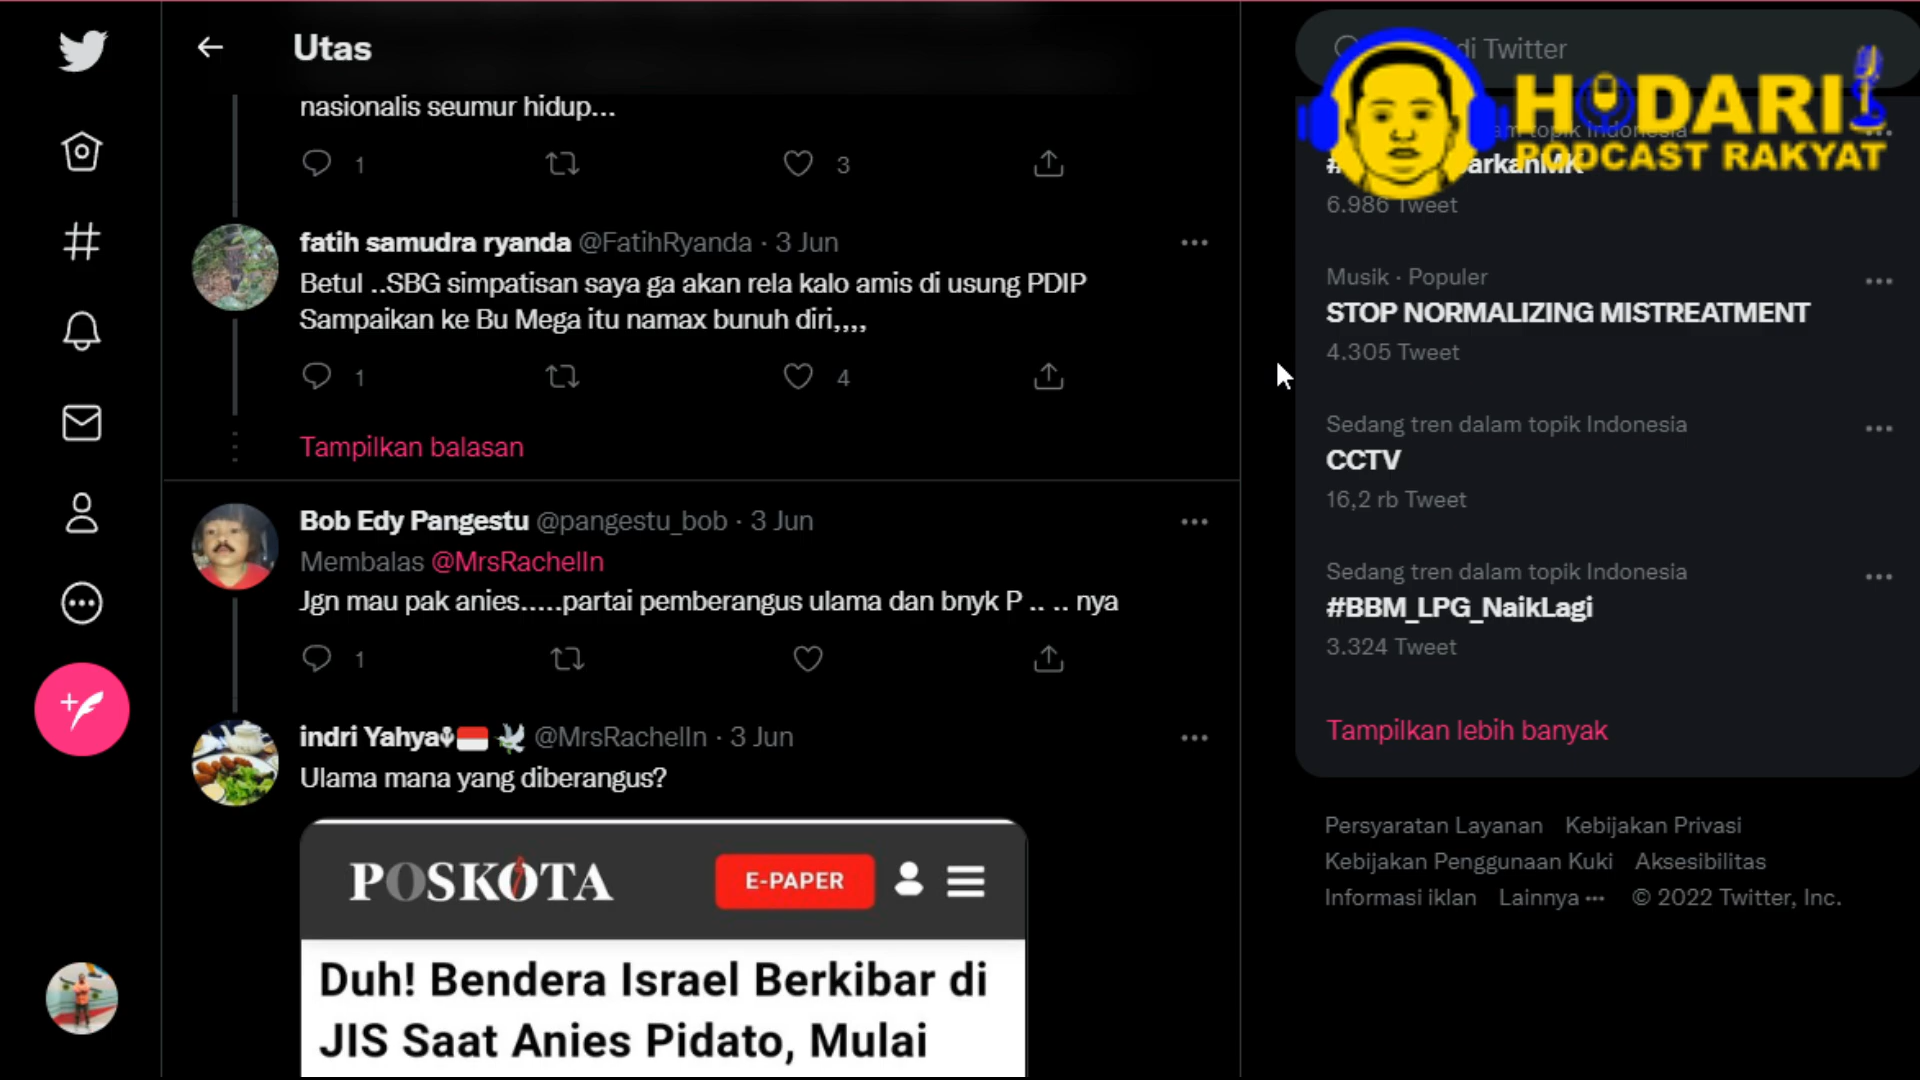 Utas
nasionalis seumur hidup...
1 3
fatih samudra ryanda @FatihRyanda · 3 Jun
Betul ..SBG simpatisan saya ga akan rela kalo amis di usung PDIP
Sampaikan ke Bu Mega itu namax bunuh diri,,,,
1 4
Tampilkan balasan
Bob Edy Pangestu @pangestu_bob · 3 Jun
Membalas @MrsRachelIn
Jgn mau pak anies.....partai pemberangus ulama dan bnyk P .. .. nya
1
indri Yahya @MrsRachelIn · 3 Jun
Ulama mana yang diberangus?
POSKOTA
E-PAPER
Duh! Bendera Israel Berkibar di
JIS Saat Anies Pidato, Mulai
di Twitter
HODARI
PODCAST RAKYAT
topik Indonesia
6.986 Tweet
Musik · Populer
STOP NORMALIZING MISTREATMENT
4.305 Tweet
Sedang tren dalam topik Indonesia
CCTV
16,2 rb Tweet
Sedang tren dalam topik Indonesia
#BBM_LPG_NaikLagi
3.324 Tweet
Tampilkan lebih banyak
Persyaratan Layanan Kebijakan Privasi
Kebijakan Penggunaan Kuki Aksesibilitas
Informasi iklan Lainnya ··· © 2022 Twitter, Inc.